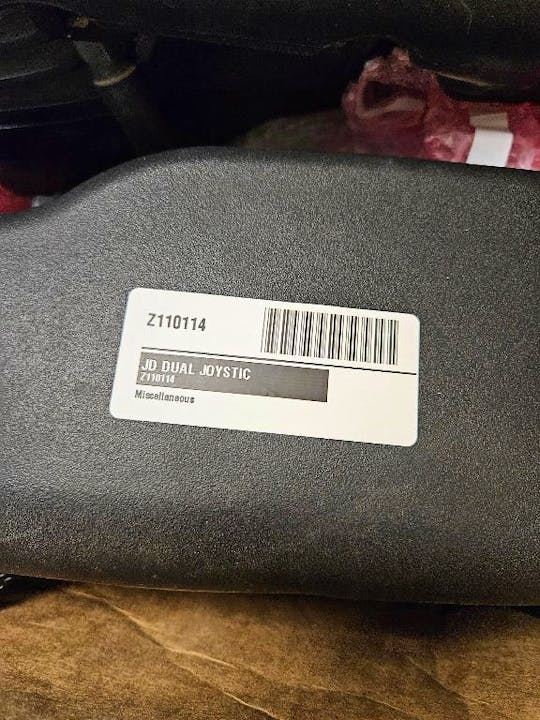 Z110114
JD DUAL JOYSTIC
Z110114
Miscellaneous